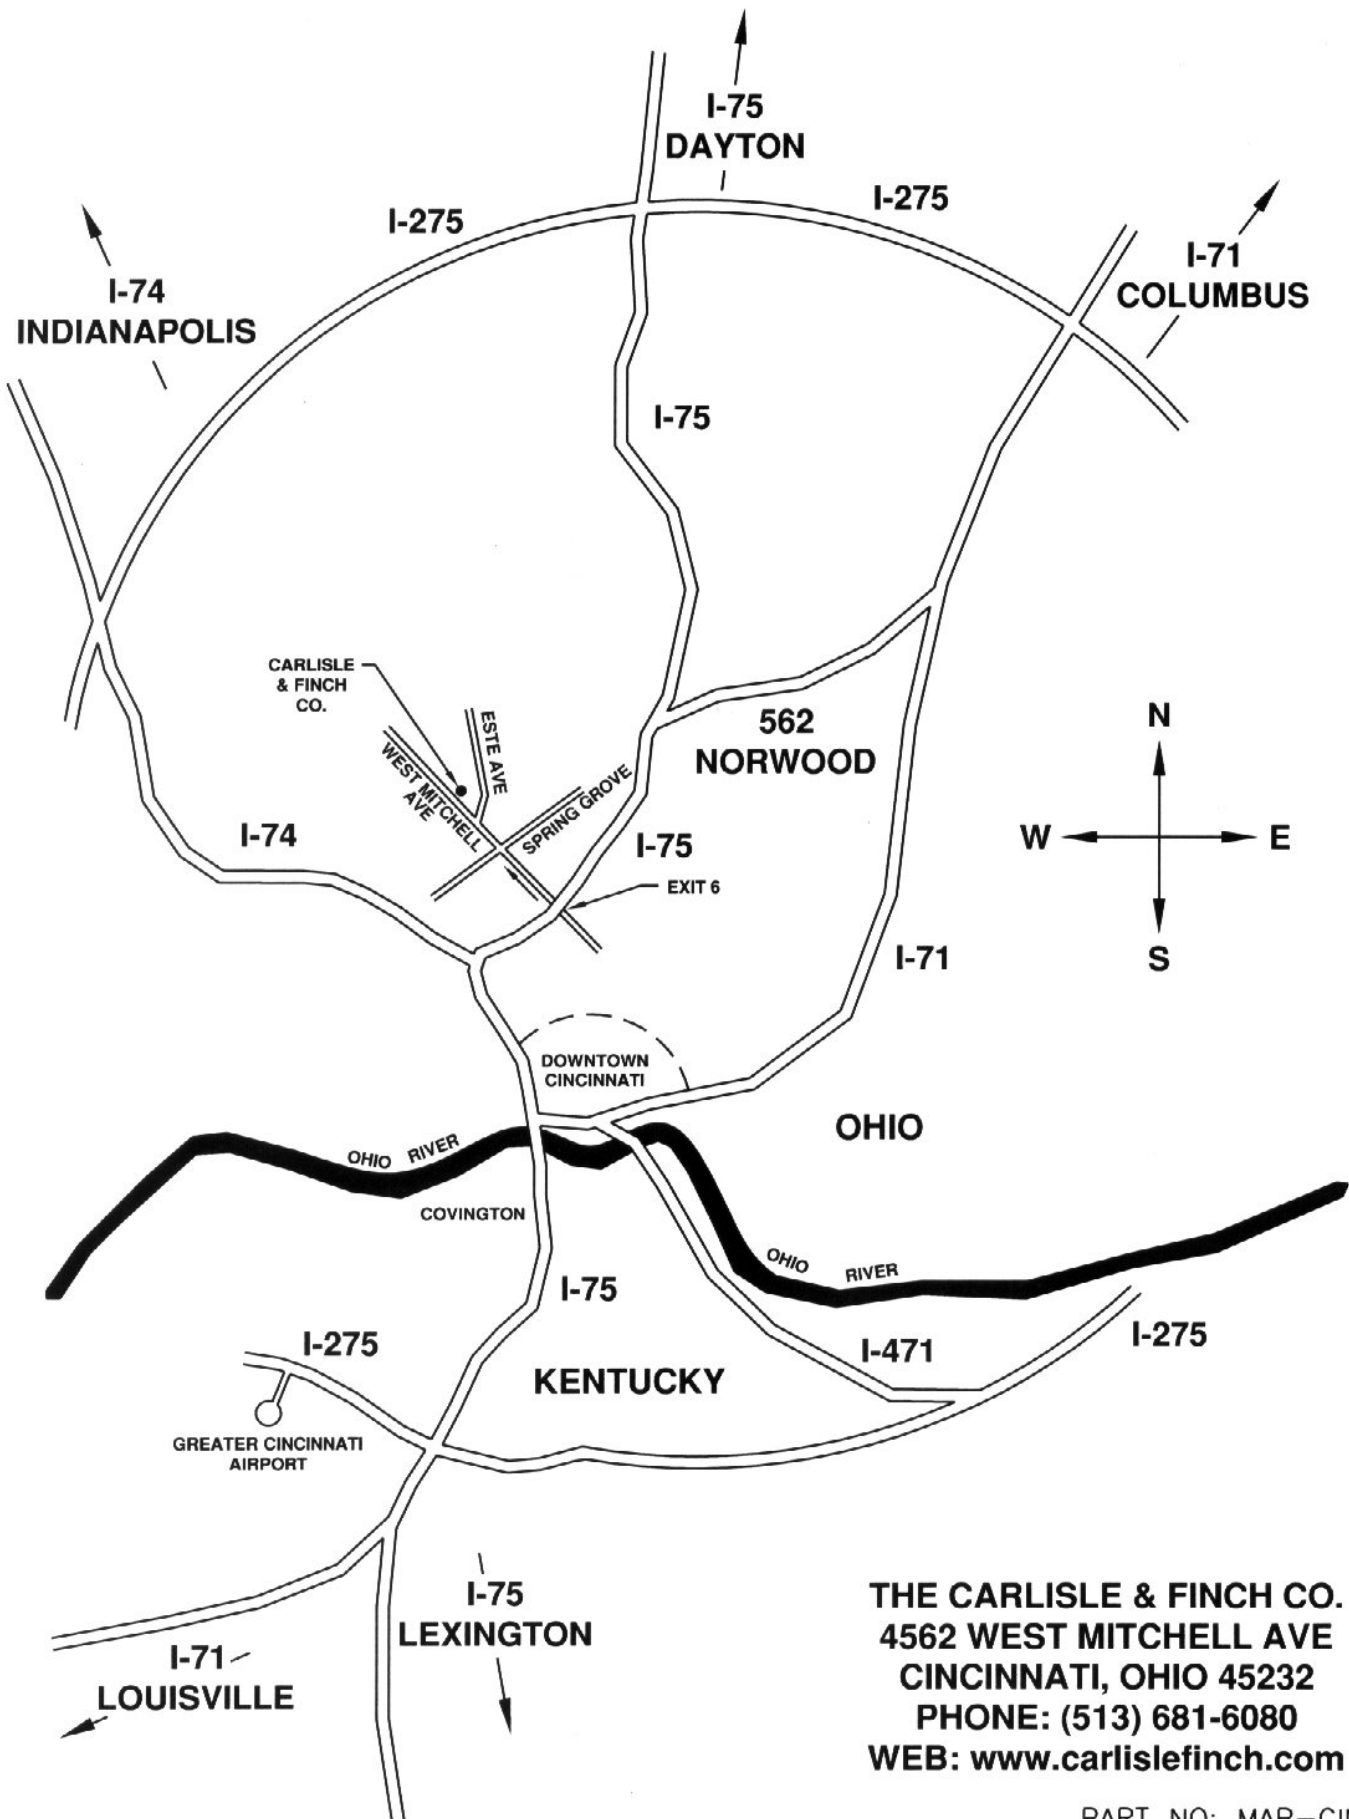 I-75
DAYTON
I-275
I-275
I-74
INDIANAPOLIS
I-71
COLUMBUS
I-75
CARLISLE
& FINCH
CO.
ESTE AVE
WEST MITCHELL
AVE
SPRING GROVE
562
NORWOOD
N
W
E
S
I-74
I-75
EXIT 6
I-71
DOWNTOWN
CINCINNATI
OHIO
OHIO RIVER
COVINGTON
OHIO RIVER
I-75
I-275
I-471
I-275
KENTUCKY
GREATER CINCINNATI
AIRPORT
I-75
LEXINGTON
I-71
LOUISVILLE
THE CARLISLE & FINCH CO.
4562 WEST MITCHELL AVE
CINCINNATI, OHIO 45232
PHONE: (513) 681-6080
WEB: www.carlislefinch.com
PART NO: MAP-